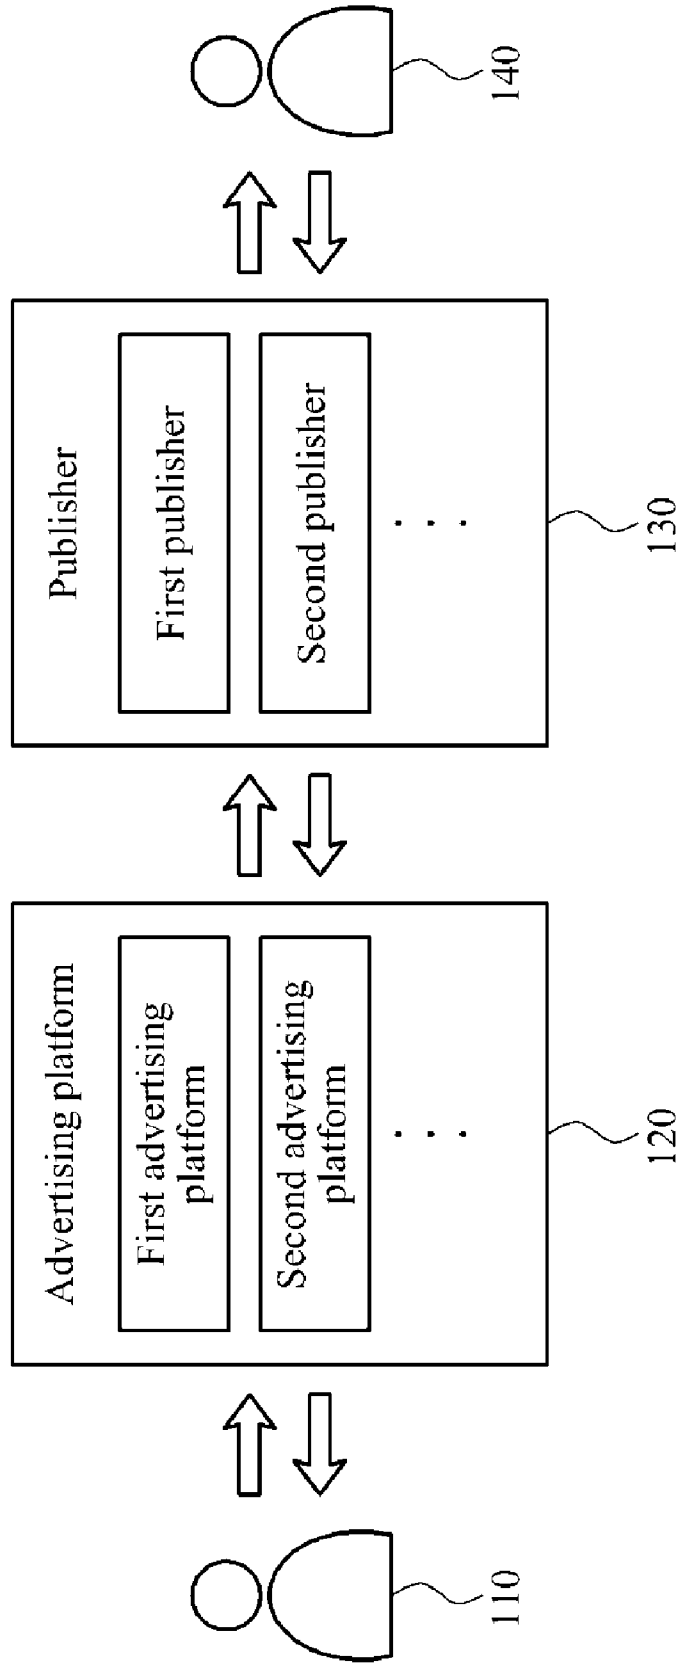 Advertising platform
First advertising
platform
Second advertising
platform
. . .
Publisher
First publisher
Second publisher
. . .
110
120
130
140